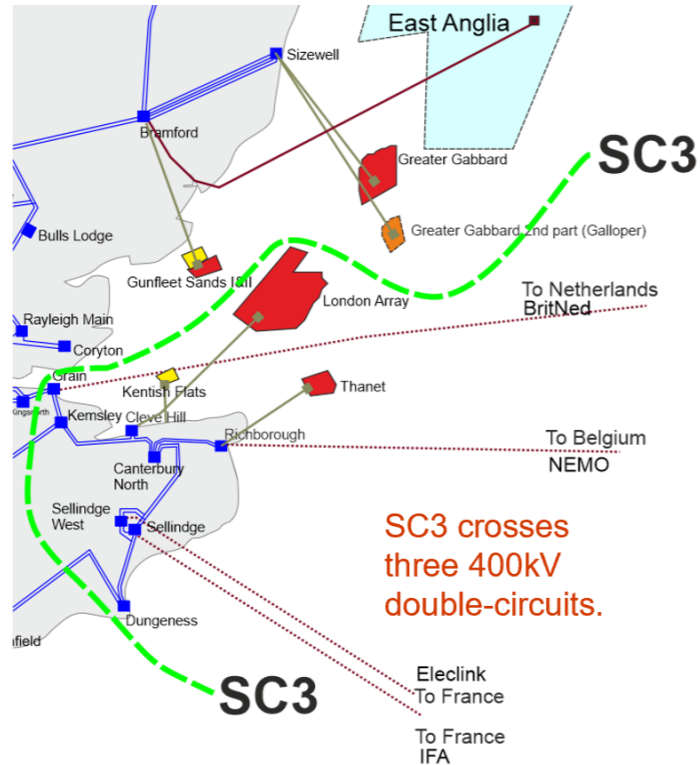 East Anglia
Sizewell
Bramford
SC3
Greater Gabbard
Greater Gabbard 2nd part (Galloper)
Bulls Lodge
Gunfleet Sands I&II
London Array
To Netherlands
BritNed
Rayleigh Main
Coryton
Grain
Kingsnorth
Kentish Flats
Thanet
Kemsley
Cleve Hill
Richborough
To Belgium
NEMO
Canterbury
North
Sellindge
West
Sellindge
SC3 crosses
three 400kV
double-circuits.
Dungeness
nfield
SC3
Eleclink
To France
To France
IFA